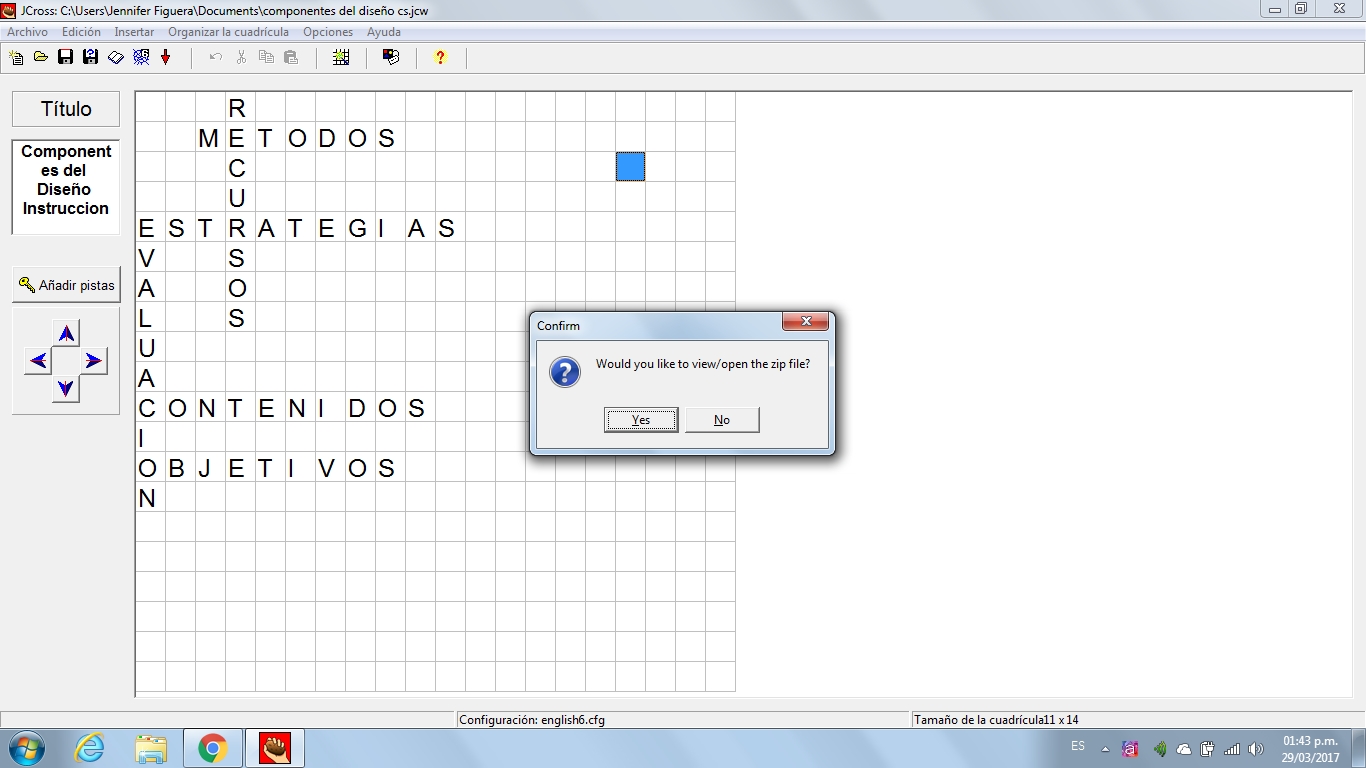 JCross: C:\Users\Jennifer Figuera\Documents\componentes del diseño cs.jcw
Archivo Edición Insertar Organizar la cuadrícula Opciones Ayuda
Título
Component
es del
Diseño
Instruccion
Añadir pistas
R
M E T O D O S
C
U
E S T R A T E G I A S
V S
A O
L S
U
A
C O N T E N I D O S
I
O B J E T I V O S
N
Confirm
Would you like to view/open the zip file?
Yes No
Configuración: english6.cfg
Tamaño de la cuadrícula11 x 14
ES
01:43 p.m.
29/03/2017